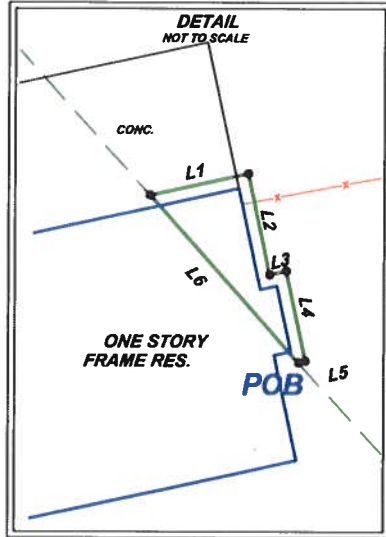 DETAIL
NOT TO SCALE
CONC.
L1
L2
L3
L6
L4
ONE STORY
FRAME RES.
L5
POB